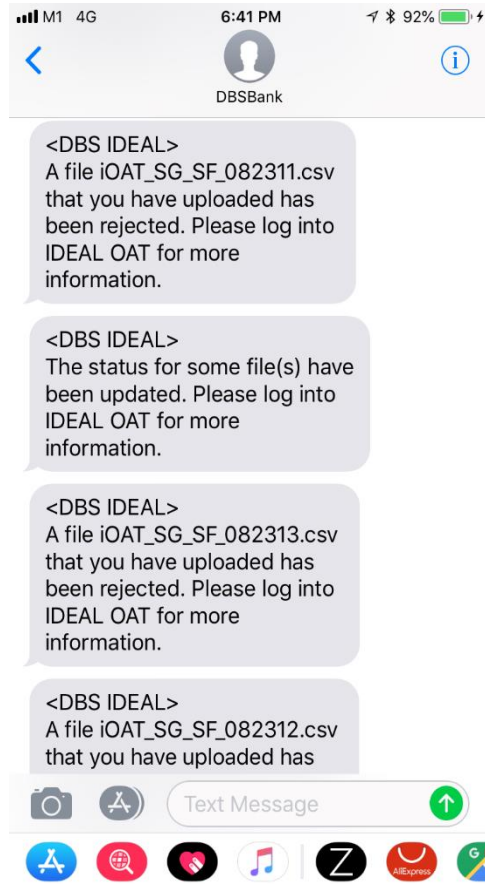 M1 4G 6:41 PM 92%
DBSBank
<DBS IDEAL>
A file iOAT_SG_SF_082311.csv
that you have uploaded has
been rejected. Please log into
IDEAL OAT for more
information.
<DBS IDEAL>
The status for some file(s) have
been updated. Please log into
IDEAL OAT for more
information.
<DBS IDEAL>
A file iOAT_SG_SF_082313.csv
that you have uploaded has
been rejected. Please log into
IDEAL OAT for more
information.
<DBS IDEAL>
A file iOAT_SG_SF_082312.csv
that you have uploaded has
Text Message
Z AliExpress G